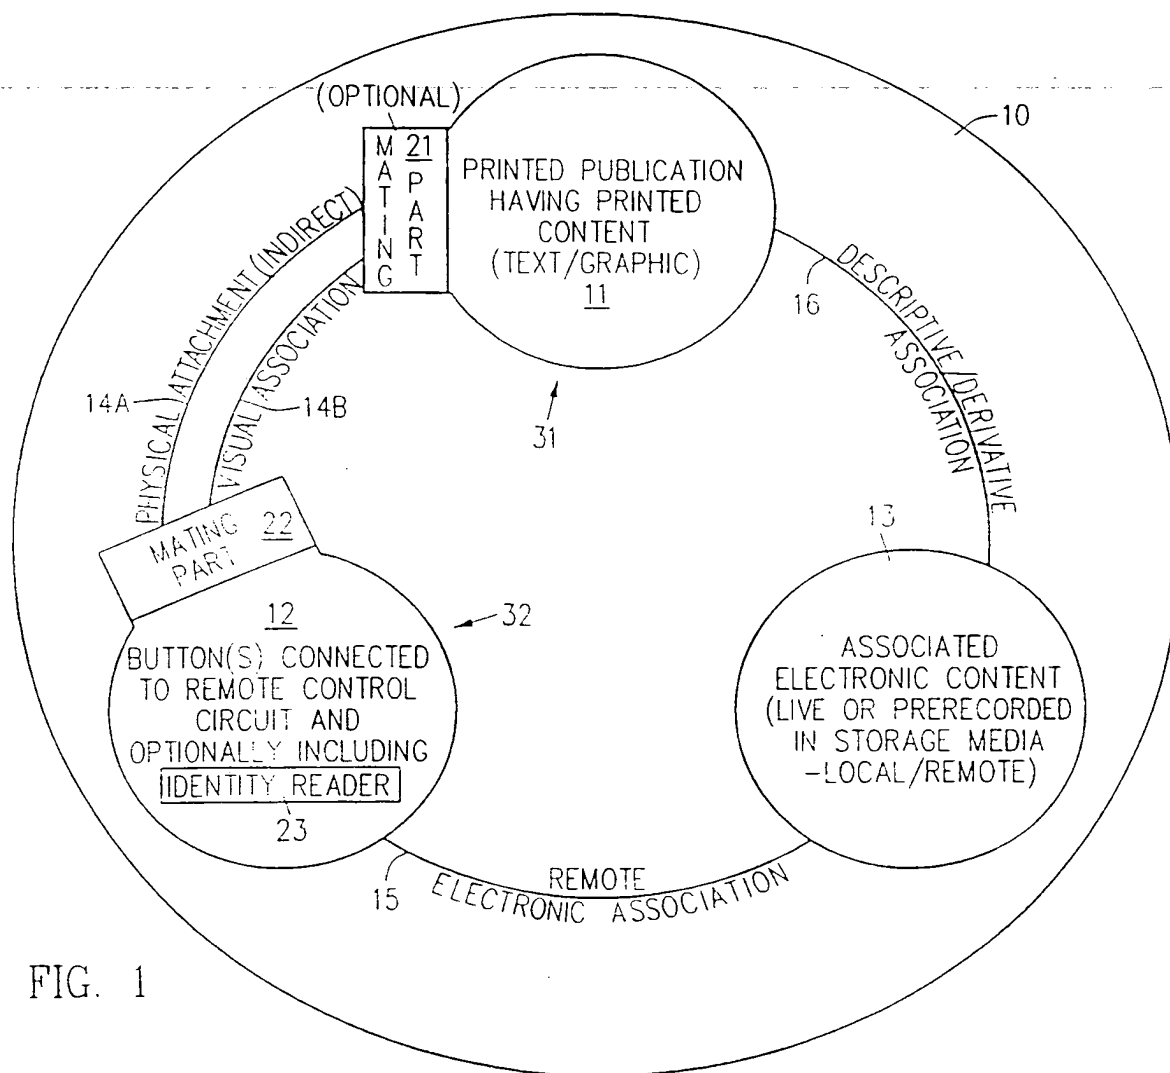 (OPTIONAL)
10
MATING
21
PART
PRINTED PUBLICATION
HAVING PRINTED
CONTENT
(TEXT/GRAPHIC)
11
31
16
DESCRIPTIVE/DERIVATIVE
ASSOCIATION
PHYSICAL ATTACHMENT (INDIRECT)
14A
VISUAL ASSOCIATION
14B
MATING
PART
22
12
BUTTON(S) CONNECTED
TO REMOTE CONTROL
CIRCUIT AND
OPTIONALLY INCLUDING
IDENTITY READER
23
32
13
ASSOCIATED
ELECTRONIC CONTENT
(LIVE OR PRERECORDED
IN STORAGE MEDIA
-LOCAL/REMOTE)
15
REMOTE
ELECTRONIC ASSOCIATION
FIG. 1